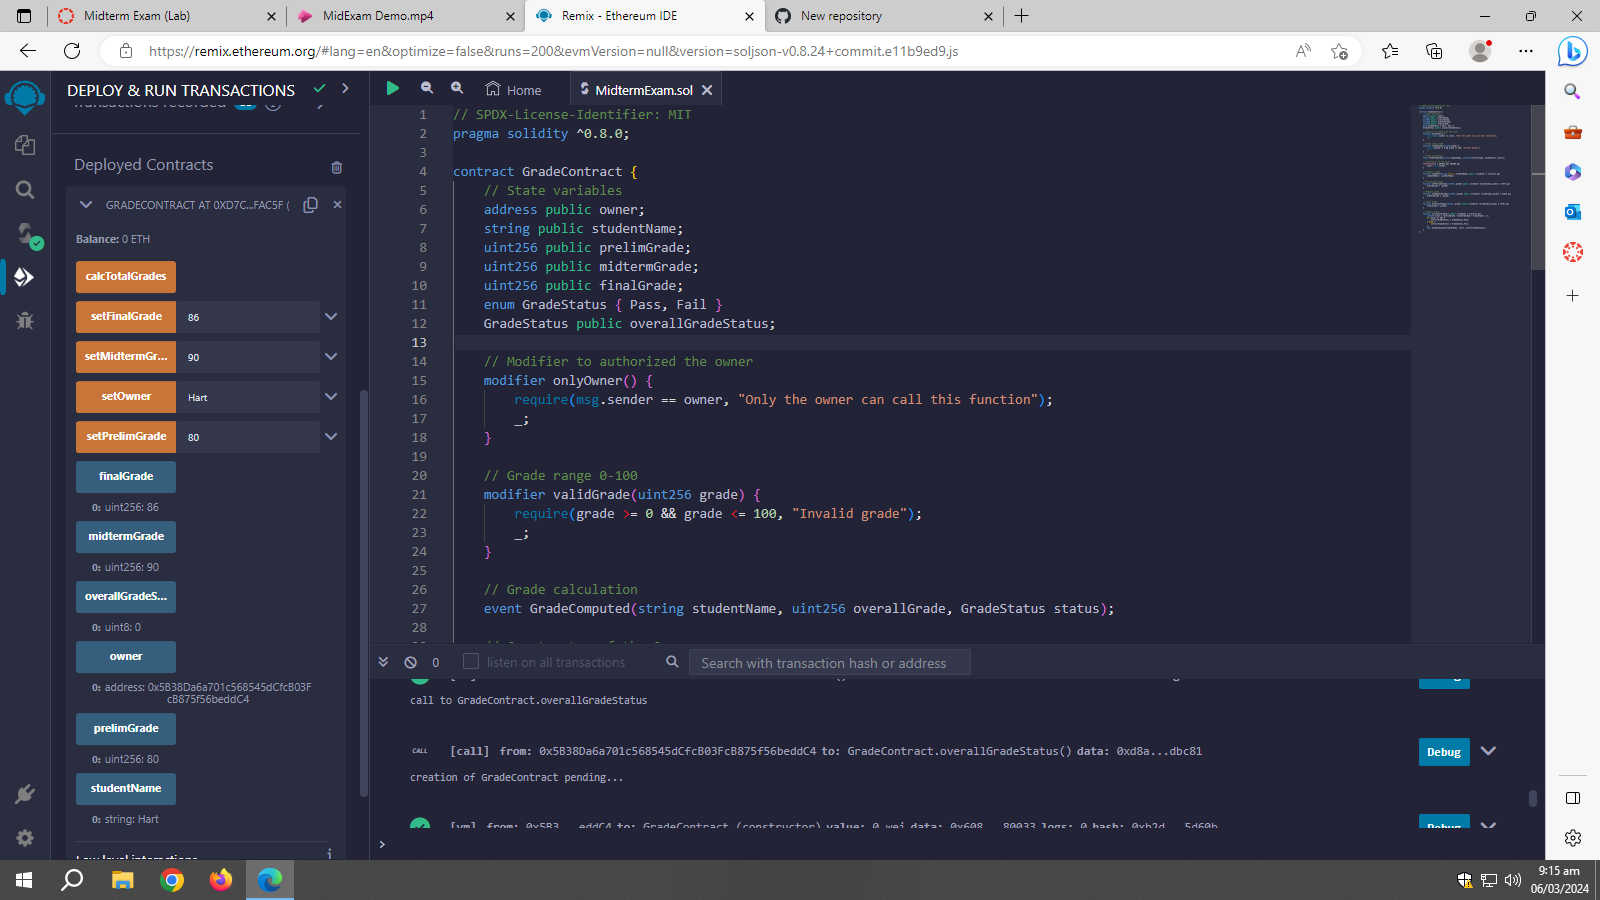 Midterm Exam (Lab)
MidExam Demo.mp4
Remix - Ethereum IDE
New repository
https://remix.ethereum.org/#lang=en&optimize=false&runs=200&evmVersion=null&version=soljson-v0.8.24+commit.e11b9ed9.js
DEPLOY & RUN TRANSACTIONS
Transactions recorded
Deployed Contracts
GRADECONTRACT AT 0XD7C...FAC5F (
Balance: 0 ETH
calcTotalGrades
setFinalGrade 86
setMidtermGr... 90
setOwner Hart
setPrelimGrade 80
finalGrade
0: uint256: 86
midtermGrade
0: uint256: 90
overallGradeS...
0: uint8: 0
owner
0: address: 0x5B38Da6a701c568545dCfcB03F
cB875f56beddC4
prelimGrade
0: uint256: 80
studentName
0: string: Hart
Low level interactions
i
Home
MidtermExam.sol
1 // SPDX-License-Identifier: MIT
2 pragma solidity ^0.8.0;
3
4 contract GradeContract {
5 // State variables
6 address public owner;
7 string public studentName;
8 uint256 public prelimGrade;
9 uint256 public midtermGrade;
10 uint256 public finalGrade;
11 enum GradeStatus { Pass, Fail }
12 GradeStatus public overallGradeStatus;
13
14 // Modifier to authorized the owner
15 modifier onlyOwner() {
16 require(msg.sender == owner, "Only the owner can call this function");
17 _;
18 }
19
20 // Grade range 0-100
21 modifier validGrade(uint256 grade) {
22 require(grade >= 0 && grade <= 100, "Invalid grade");
23 _;
24 }
25
26 // Grade calculation
27 event GradeComputed(string studentName, uint256 overallGrade, GradeStatus status);
28
0
listen on all transactions
Search with transaction hash or address
call to GradeContract.overallGradeStatus
CALL [call] from: 0x5B38Da6a701c568545dCfcB03FcB875f56beddC4 to: GradeContract.overallGradeStatus() data: 0xd8a...dbc81
Debug
creation of GradeContract pending...
[vm] from: 0x5B3...eddC4 to: GradeContract.(constructor) value: 0 wei data: 0x608...80033 logs: 0 hash: 0xb2d...5d60b
Debug
>
9:15 am
06/03/2024